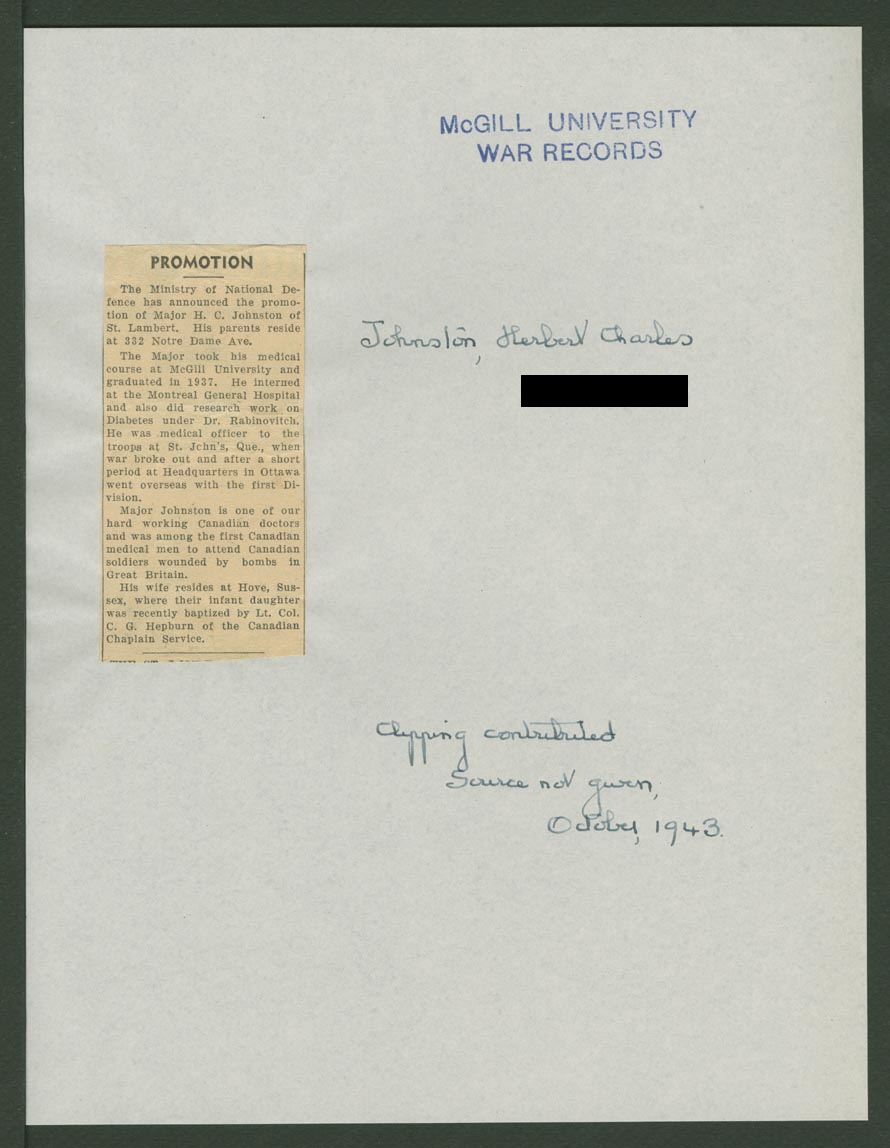 McGILL UNIVERSITY
WAR RECORDS
PROMOTION
The Ministry of National De-
fence has announced the promo-
tion of Major H. C. Johnston of
St. Lambert. His parents reside
at 332 Notre Dame Ave.
The Major took his medical
course at McGill University and
graduated in 1937. He interned
at the Montreal General Hospital
and also did research work on
Diabetes under Dr. Rabinovitch.
He was medical officer to the
troops at St. John's, Que., when
war broke out and after a short
period at Headquarters in Ottawa
went overseas with the first Di-
vision.
Major Johnston is one of our
hard working Canadian doctors
and was among the first Canadian
medical men to attend Canadian
soldiers wounded by bombs in
Great Britain.
His wife resides at Hove, Sus-
sex, where their infant daughter
was recently baptized by Lt. Col.
C. G. Hepburn of the Canadian
Chaplain Service.
Johnston, Herbert Charles
Clipping contributed
Source not given,
October, 1943.